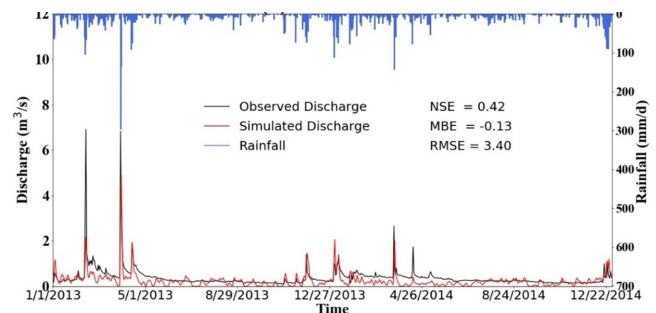 12
10
8
6
4
2
0
Discharge (m³/s)
0
100
200
300
400
500
600
700
Rainfall (mm/d)
Observed Discharge NSE = 0.42
Simulated Discharge MBE = -0.13
Rainfall RMSE = 3.40
1/1/2013 5/1/2013 8/29/2013 12/27/2013 4/26/2014 8/24/2014 12/22/2014
Time